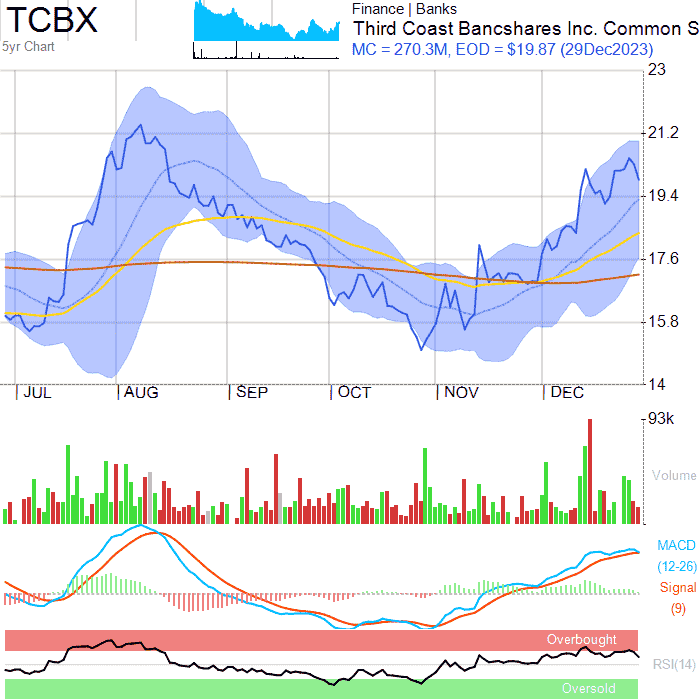 TCBX
5yr Chart
Finance | Banks
Third Coast Bancshares Inc. Common S
MC = 270.3M, EOD = $19.87 (29Dec2023)
23
21.2
19.4
17.6
15.8
14
JUL AUG SEP OCT NOV DEC
93k
Volume
MACD
(12-26)
Signal
(9)
Overbought
RSI(14)
Oversold